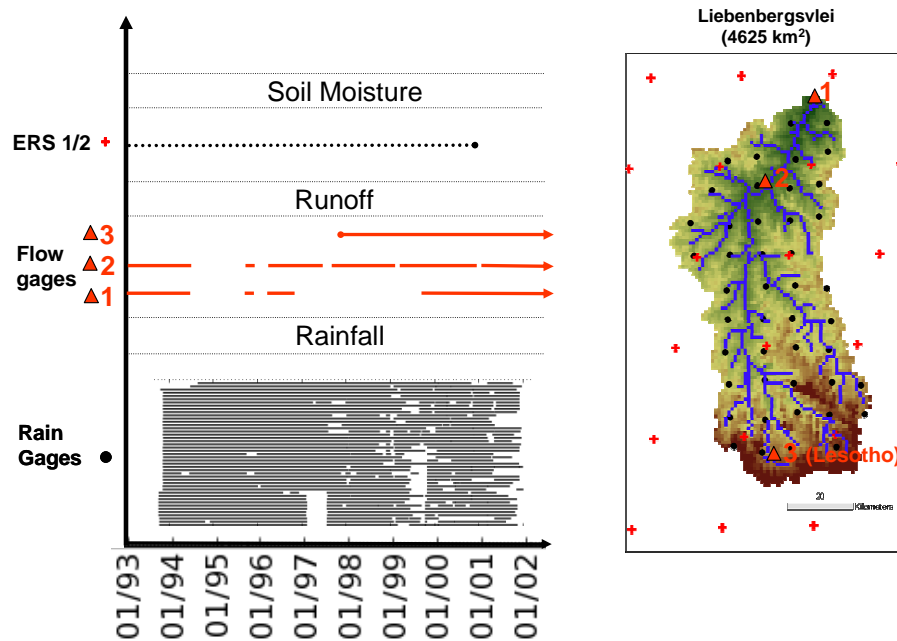 Soil Moisture
ERS 1/2
Runoff
3
Flow
gages
2
1
Rainfall
Rain
Gages
01/93
01/94
01/95
01/96
01/97
01/98
01/99
01/00
01/01
01/02
Liebenbergsvlei
(4625 km²)
1
2
3 (Lesotho)
20
Kilometers